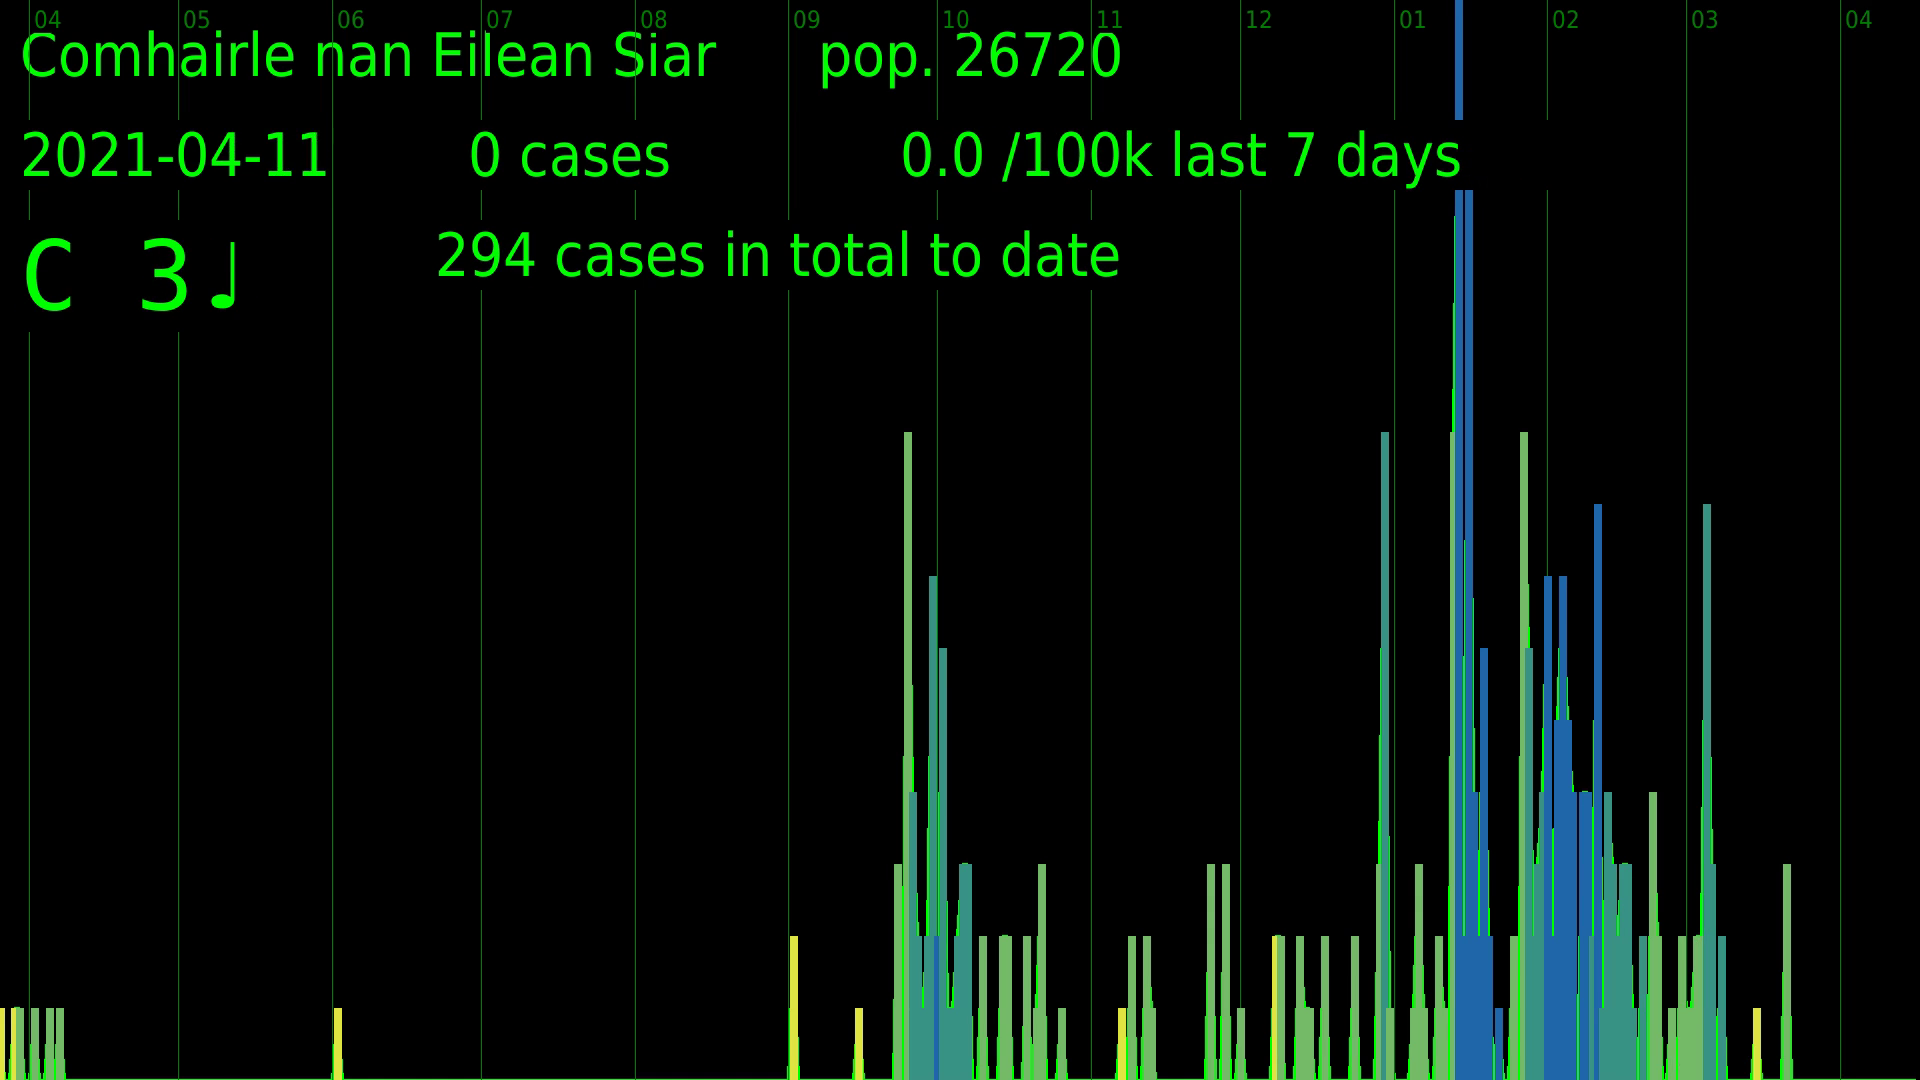 04 05 06 07 08 09 10 11 12 01 02 03 04
Comhairle nan Eilean Siar pop. 26720
2021-04-11 0 cases 0.0 /100k last 7 days
C 3♩ 294 cases in total to date